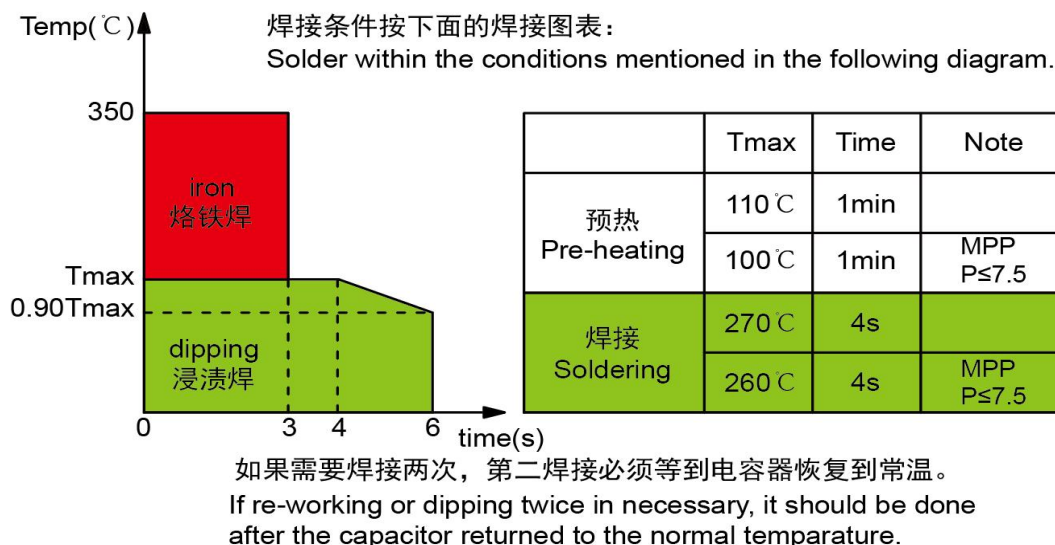 Temp(℃)
焊接条件按下面的焊接图表：
Solder within the conditions mentioned in the following diagram.
350
iron
烙铁焊
Tmax
0.90Tmax
dipping
浸渍焊
0 3 4 6
time(s)
Tmax Time Note
预热
Pre-heating
110℃ 1min
100℃ 1min MPP
P≤7.5
焊接
Soldering
270℃ 4s
260℃ 4s MPP
P≤7.5
如果需要焊接两次，第二焊接必须等到电容器恢复到常温。
If re-working or dipping twice in necessary, it should be done
after the capacitor returned to the normal temparature.